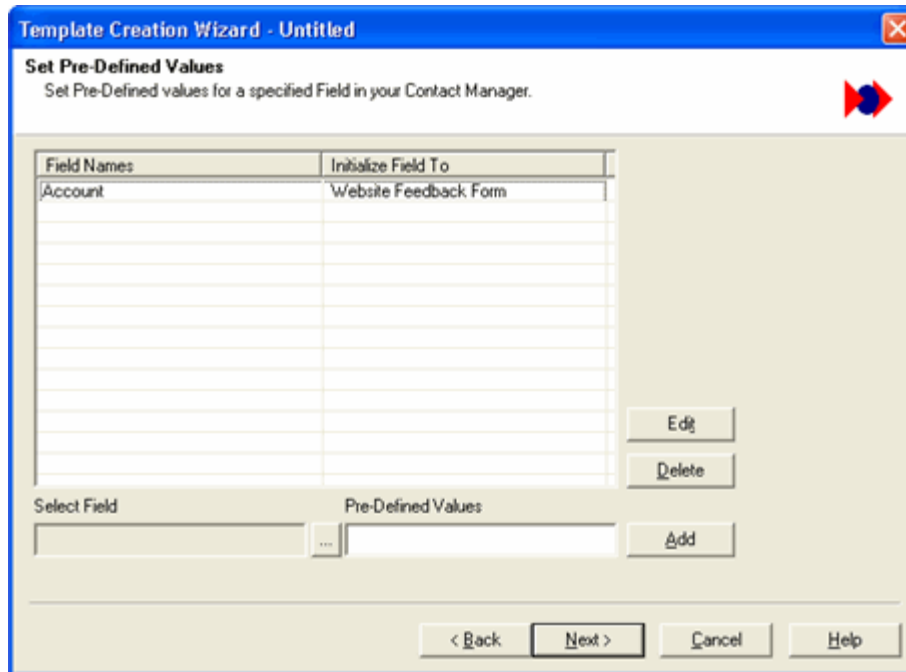 Template Creation Wizard - Untitled
Set Pre-Defined Values
Set Pre-Defined values for a specified Field in your Contact Manager.
Field Names Initialize Field To
Account Website Feedback Form
Edit
Delete
Select Field Pre-Defined Values
... Add
< Back Next > Cancel Help